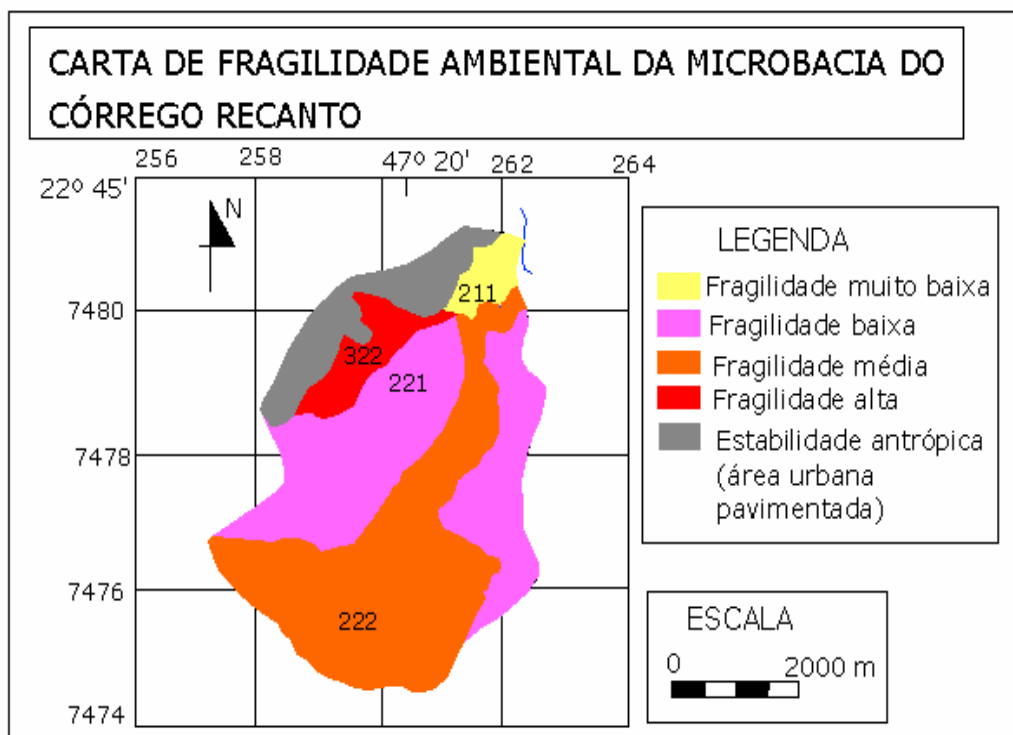 CARTA DE FRAGILIDADE AMBIENTAL DA MICROBACIA DO
CÓRREGO RECANTO
256
258
47º 20'
262
264
22º 45'
N
7480
7478
7476
7474
211
322
221
222
LEGENDA
Fragilidade muito baixa
Fragilidade baixa
Fragilidade média
Fragilidade alta
Estabilidade antrópica
(área urbana
pavimentada)
ESCALA
0
2000 m